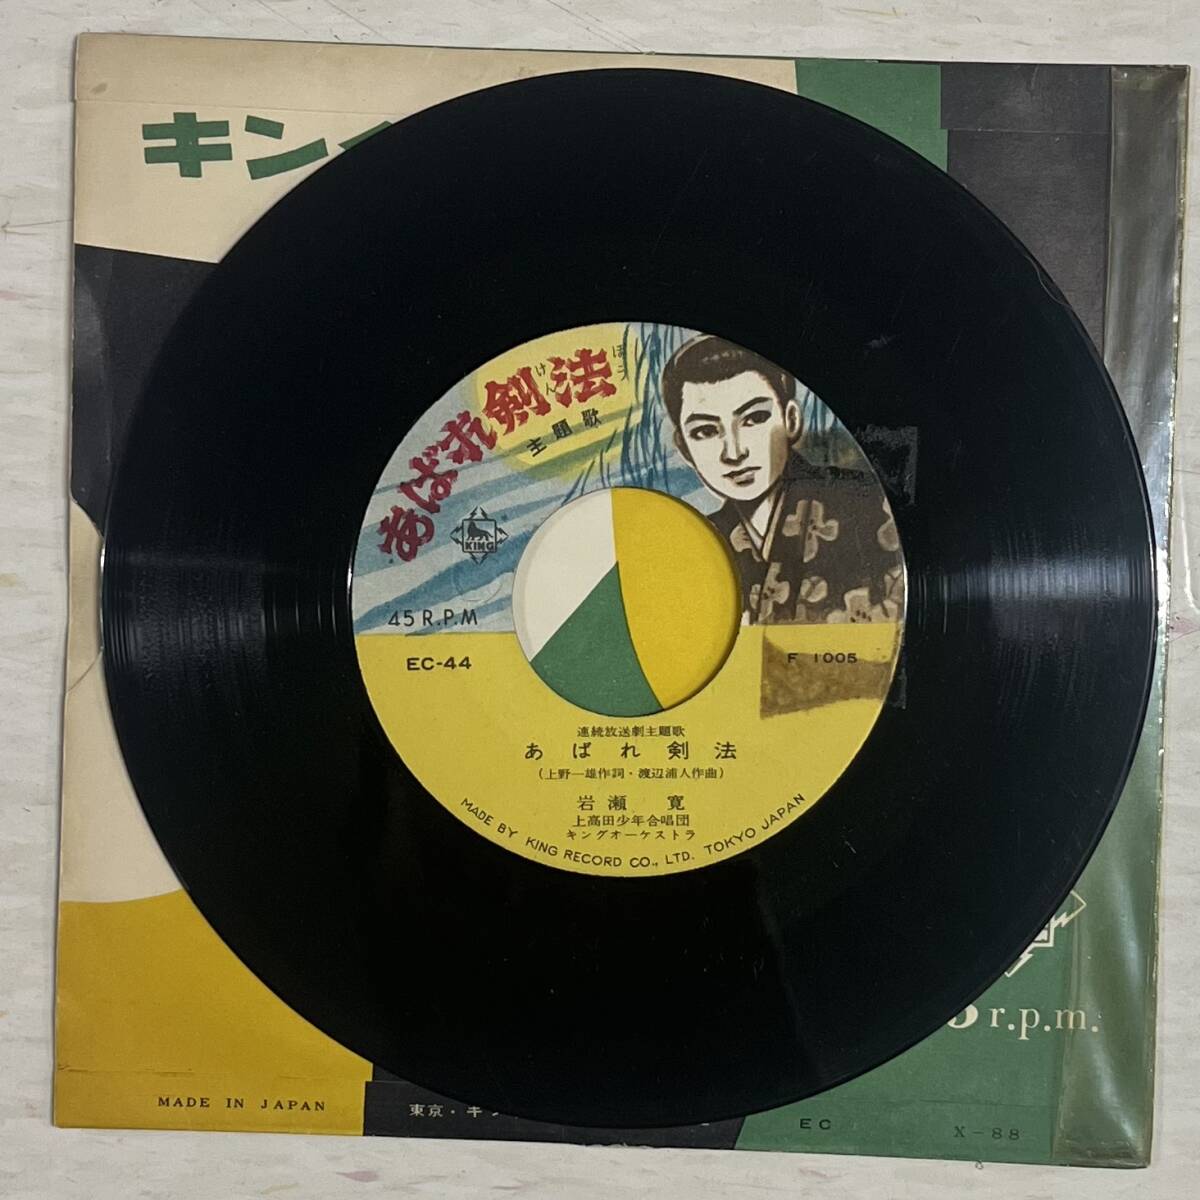 キン
あばれ剣法
けん ぽう
主題歌
KING
45 R.P.M
EC-44
F 1005
連続放送劇主題歌
あばれ剣法
(上野一雄作詞・渡辺浦人作曲)
岩瀬 寛
上高田少年合唱団
キングオーケストラ
MADE BY KING RECORD CO., LTD. TOKYO JAPAN
r.p.m.
MADE IN JAPAN
東京・キン
EC
X-88